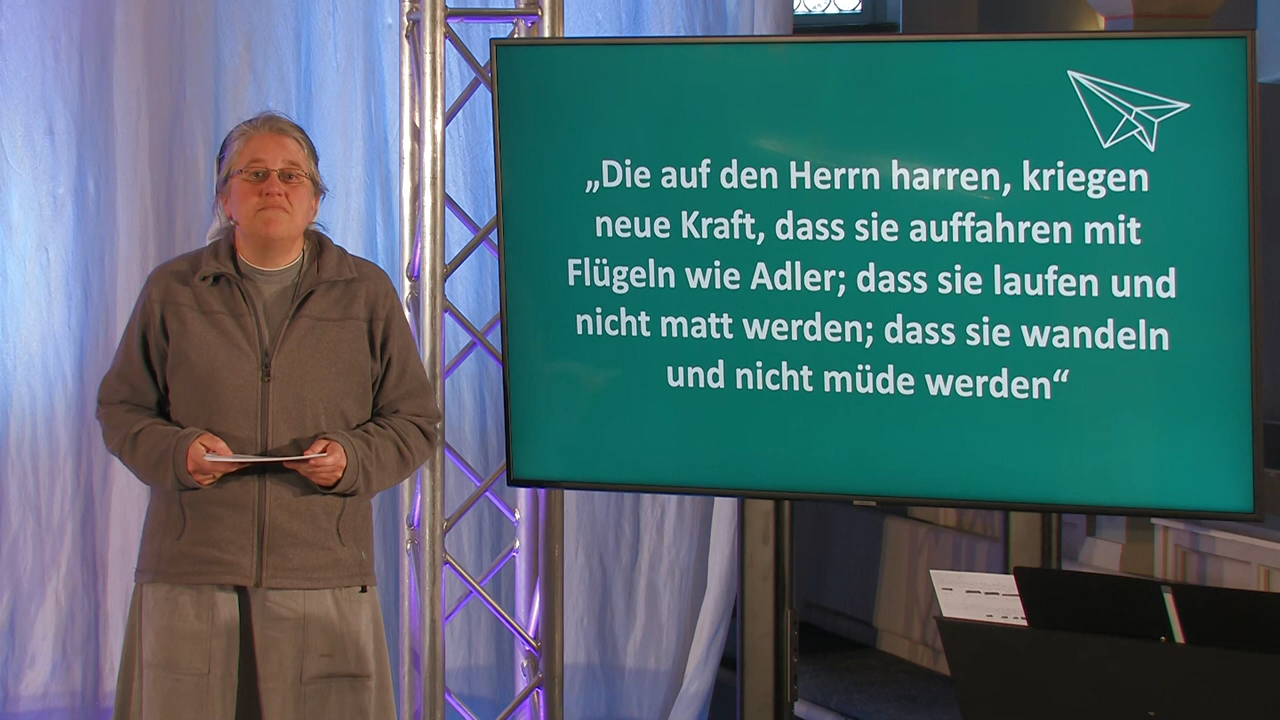 „Die auf den Herrn harren, kriegen
neue Kraft, dass sie auffahren mit
Flügeln wie Adler; dass sie laufen und
nicht matt werden; dass sie wandeln
und nicht müde werden“